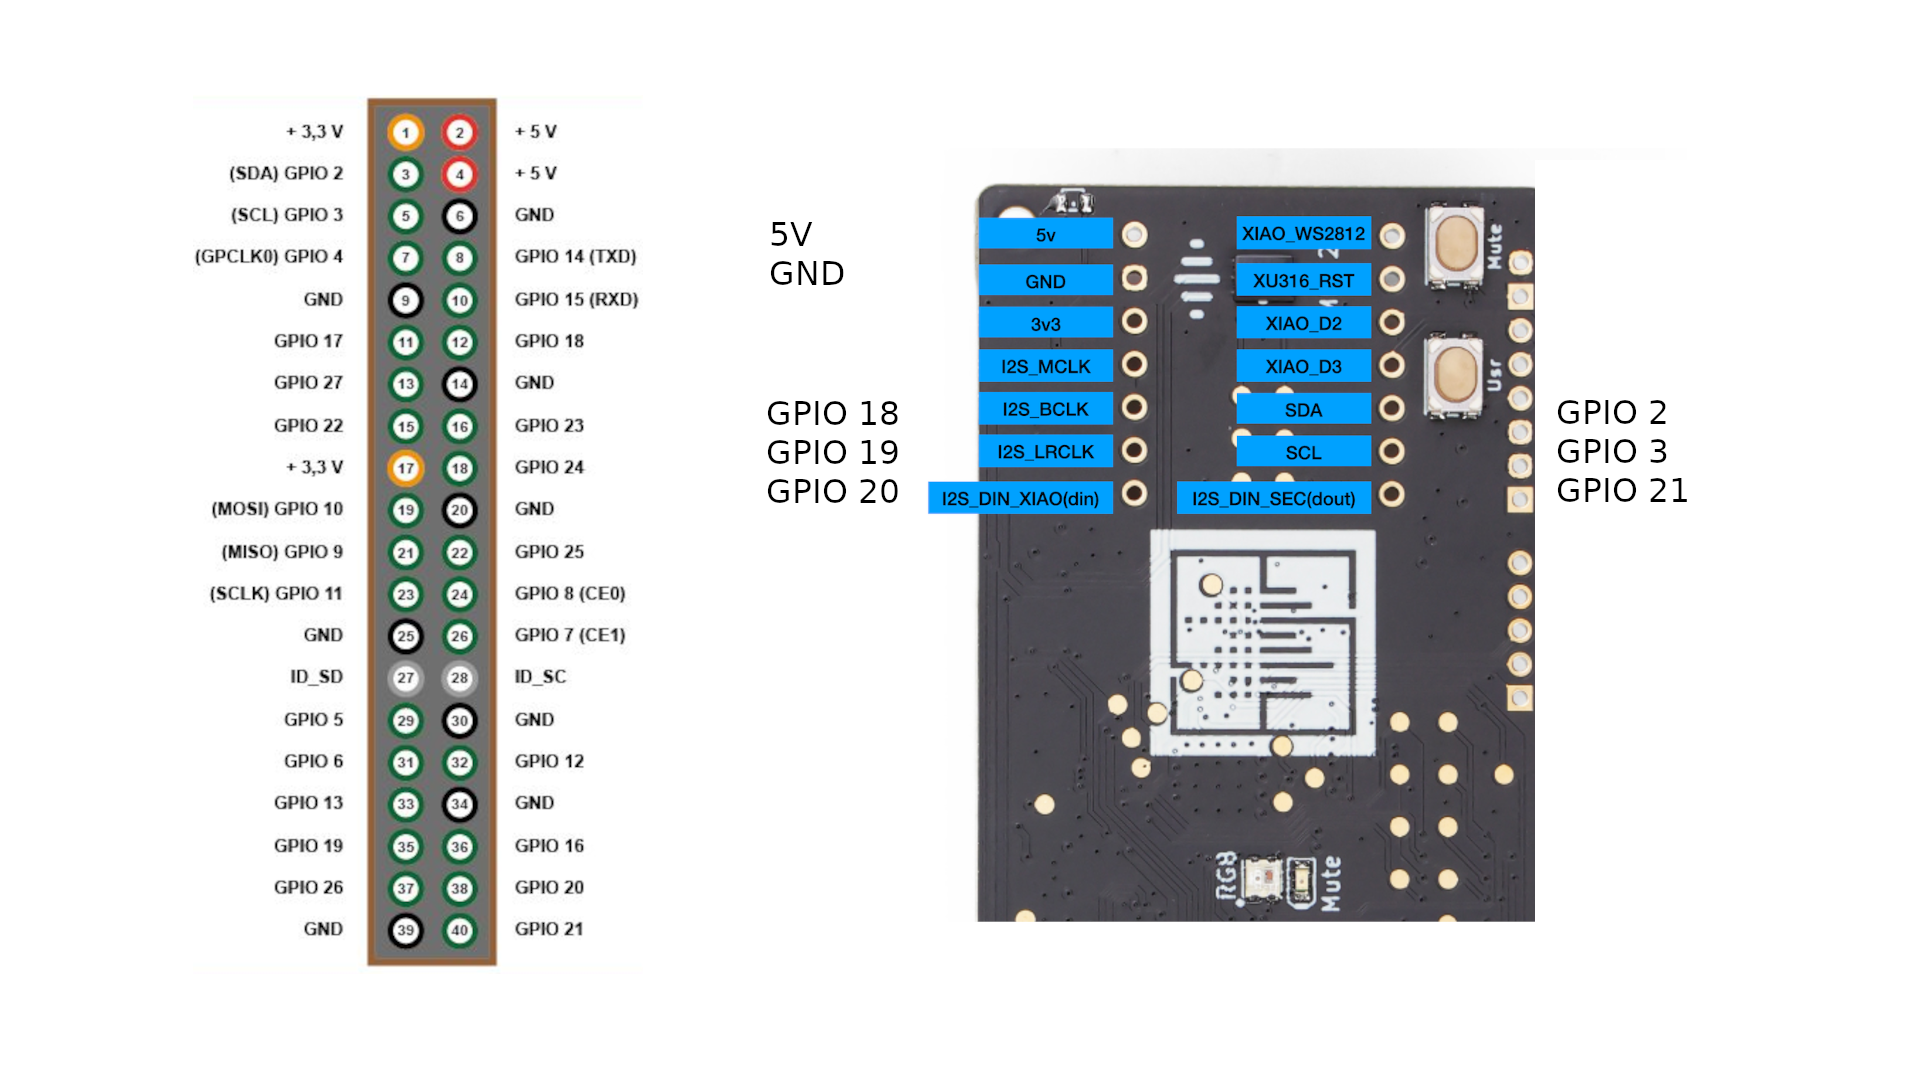 + 3,3 V 1 2 + 5 V
(SDA) GPIO 2 3 4 + 5 V
(SCL) GPIO 3 5 6 GND
(GPCLK0) GPIO 4 7 8 GPIO 14 (TXD)
GND 9 10 GPIO 15 (RXD)
GPIO 17 11 12 GPIO 18
GPIO 27 13 14 GND
GPIO 22 15 16 GPIO 23
+ 3,3 V 17 18 GPIO 24
(MOSI) GPIO 10 19 20 GND
(MISO) GPIO 9 21 22 GPIO 25
(SCLK) GPIO 11 23 24 GPIO 8 (CE0)
GND 25 26 GPIO 7 (CE1)
ID_SD 27 28 ID_SC
GPIO 5 29 30 GND
GPIO 6 31 32 GPIO 12
GPIO 13 33 34 GND
GPIO 19 35 36 GPIO 16
GPIO 26 37 38 GPIO 20
GND 39 40 GPIO 21
5V 5v XIAO_WS2812 Mute
GND GND XU316_RST
3v3 XIAO_D2
I2S_MCLK XIAO_D3 Usr
GPIO 18 I2S_BCLK SDA GPIO 2
GPIO 19 I2S_LRCLK SCL GPIO 3
GPIO 20 I2S_DIN_XIAO(din) I2S_DIN_SEC(dout) GPIO 21
RGB Mute